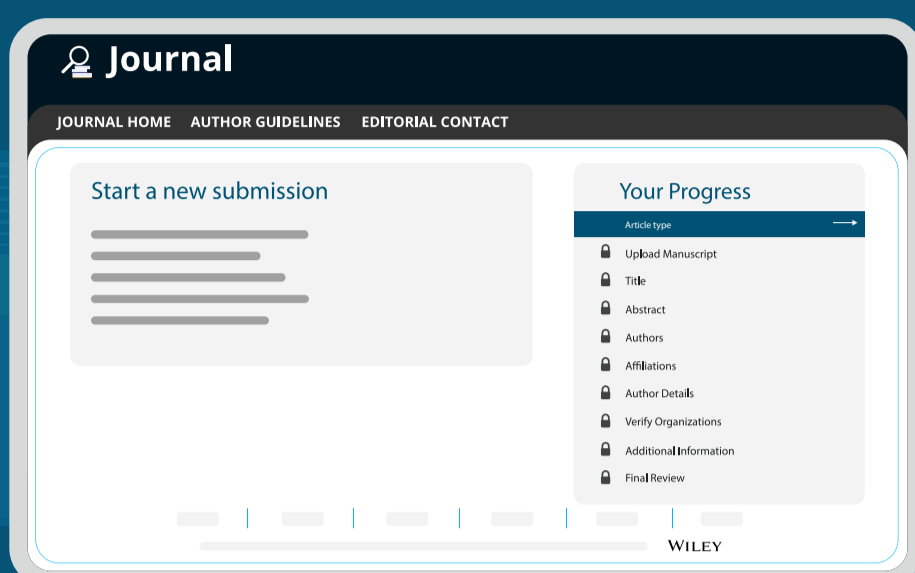 Journal
JOURNAL HOME AUTHOR GUIDELINES EDITORIAL CONTACT
Start a new submission
Your Progress
Article type
Upload Manuscript
Title
Abstract
Authors
Affiliations
Author Details
Verify Organizations
Additional Information
Final Review
WILEY